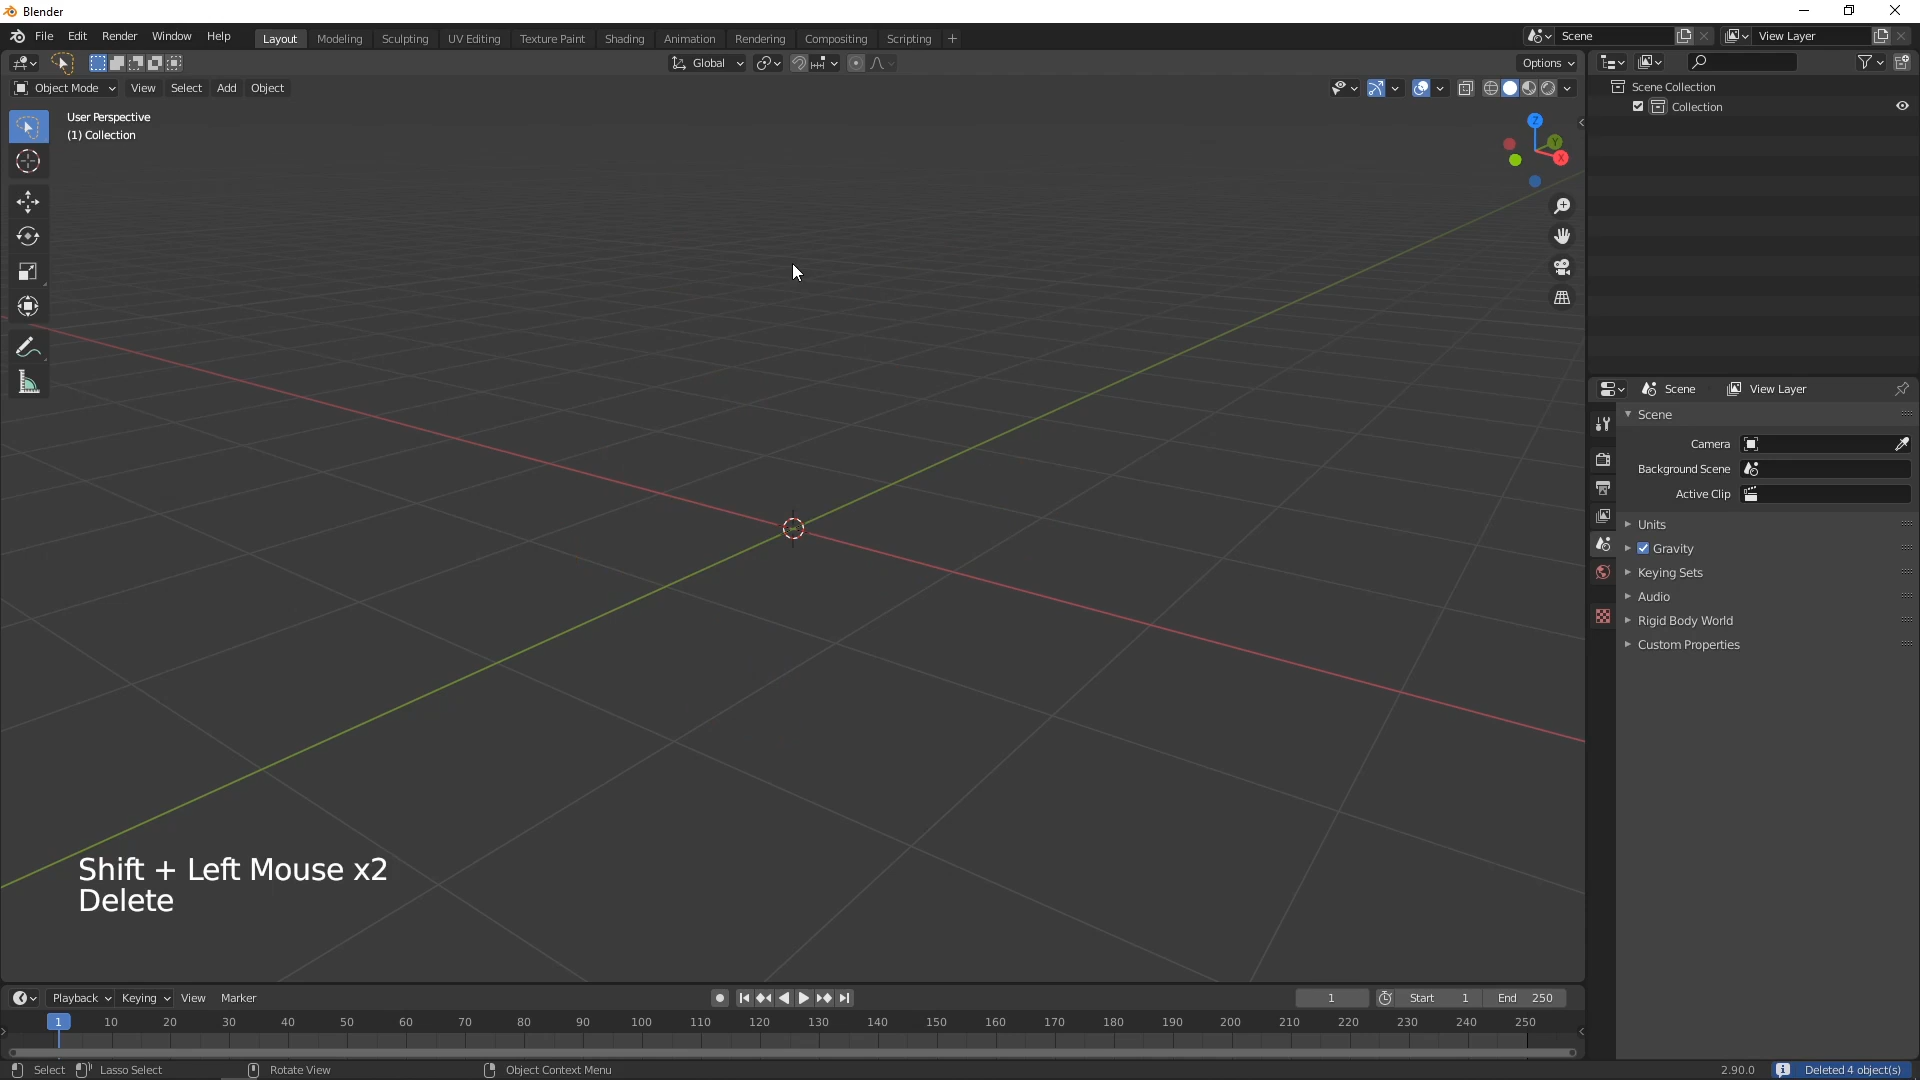 Blender
File Edit Render Window Help Layout Modeling Sculpting UV Editing Texture Paint Shading Animation Rendering Compositing Scripting Scene View Layer
Global Options
Object Mode View Select Add Object
User Perspective
(1) Collection
Z
Y
X
Scene Collection
Collection
Scene View Layer
Scene
Camera
Background Scene
Active Clip
Units
Gravity
Keying Sets
Audio
Rigid Body World
Custom Properties
Shift + Left Mouse x2
Delete
Playback Keying View Marker 1 Start 1 End 250
1 10 20 30 40 50 60 70 80 90 100 110 120 130 140 150 160 170 180 190 200 210 220 230 240 250
Select Lasso Select Rotate View Object Context Menu 2.90.0 Deleted 4 object(s)